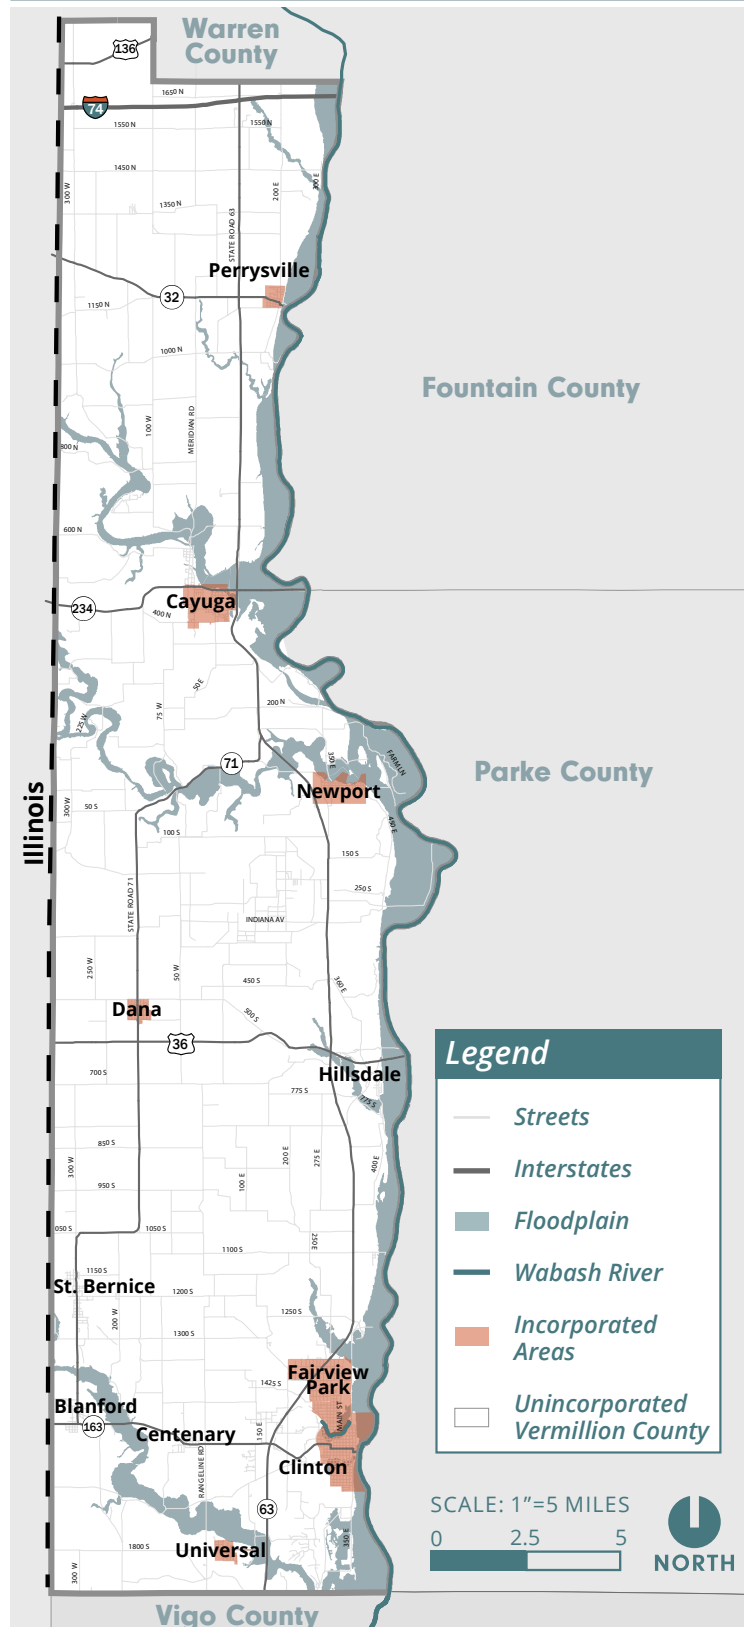 Warren
County
136
1650 N
74
1550 N
1550 N
1450 N
300 W
200 E
300 E
1350 N
STATE ROAD 63
Perrysville
32
1150 N
1000 N
Fountain County
100 W
MERIDIAN RD
800 N
600 N
234
Cayuga
400 N
50 E
200 N
75 W
225 W
71
350 E
FARM LN
Parke County
Newport
Illinois
300 W
50 S
100 S
450 E
150 S
250 S
STATE ROAD 71
INDIANA AV
250 W
50 W
450 S
360 E
Dana
500 S
36
Hillsdale
700 S
775 S
775 S
850 S
300 W
200 E
275 E
400 E
950 S
100 E
050 S
1050 S
250 E
1100 S
1150 S
St. Bernice
1200 S
200 W
1250 S
1300 S
Fairview
Park
1425 S
Blanford
MAIN ST
163
Centenary
150 E
RANGELINE RD
Clinton
63
350 E
1800 S
Universal
300 W
Vigo County
Legend
Streets
Interstates
Floodplain
Wabash River
Incorporated
Areas
Unincorporated
Vermillion County
SCALE: 1”=5 MILES
0 2.5 5
NORTH